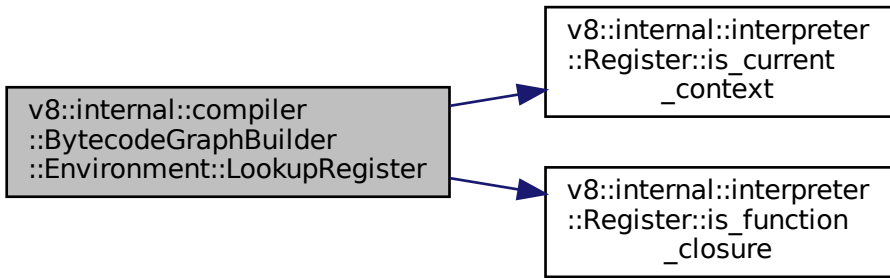 v8::internal::compiler
::BytecodeGraphBuilder
::Environment::LookupRegister
v8::internal::interpreter
::Register::is_current
_context
v8::internal::interpreter
::Register::is_function
_closure